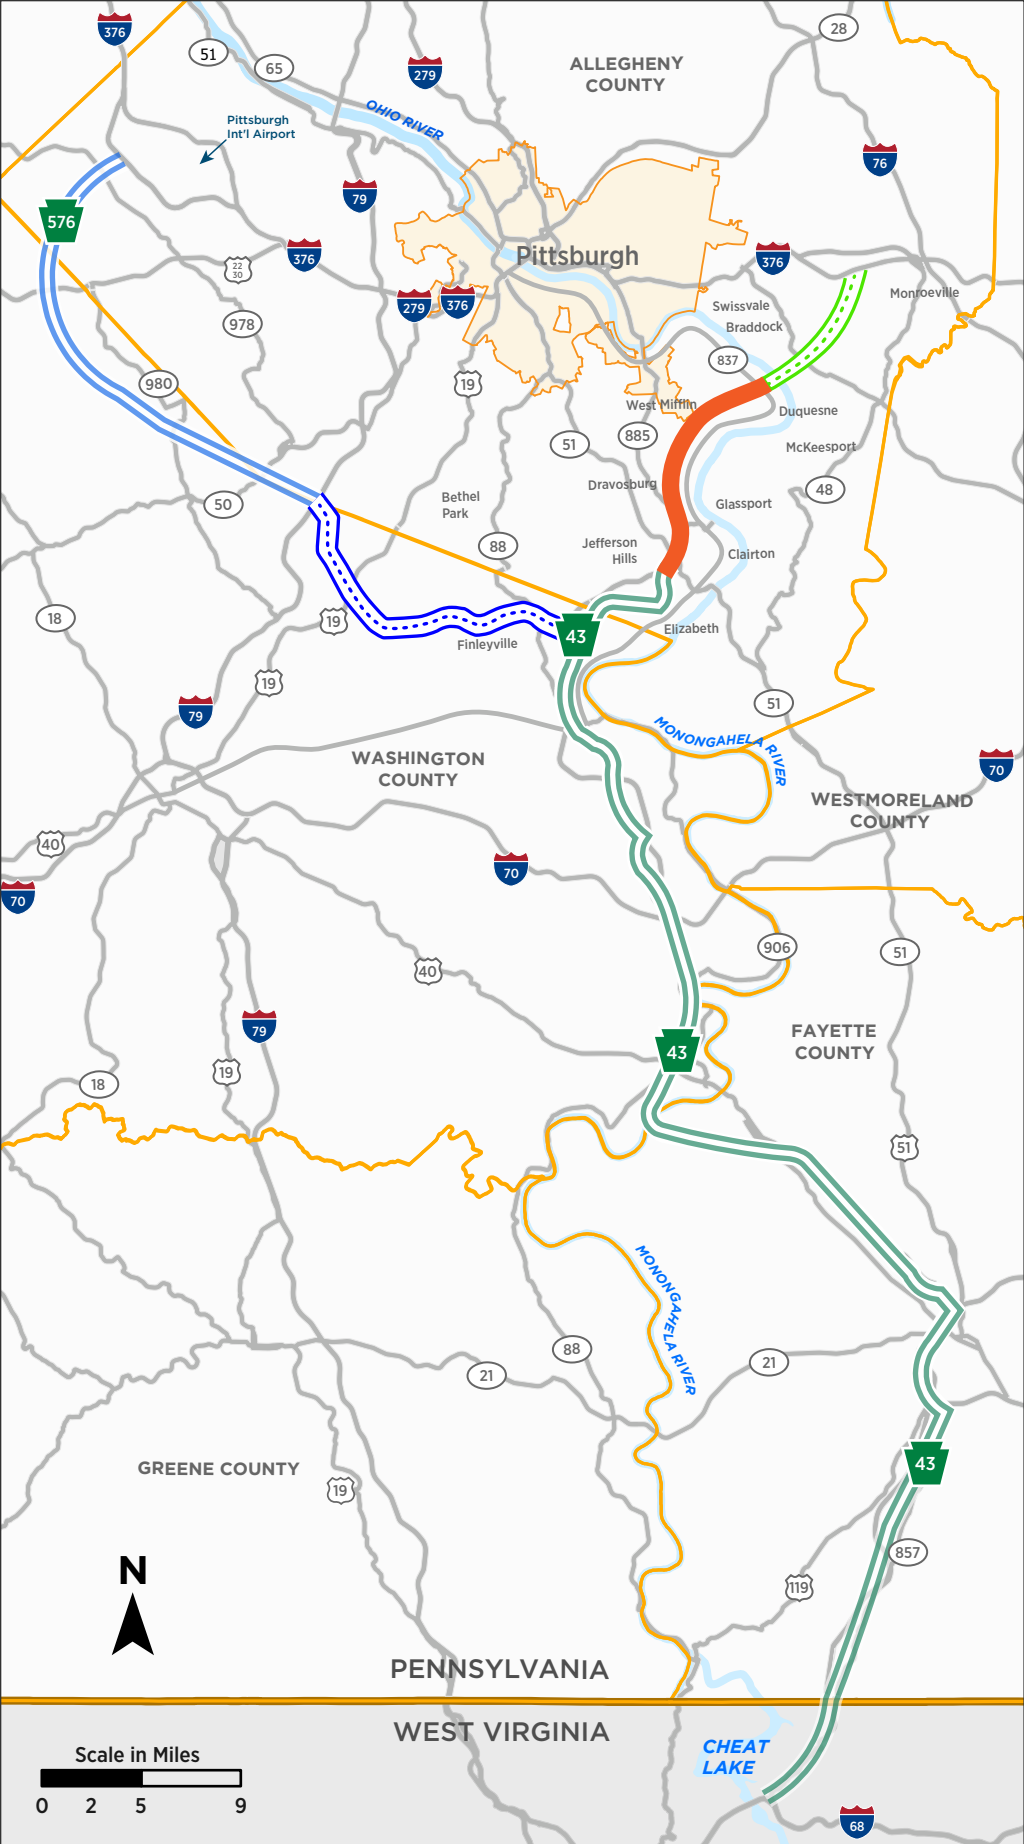 376
51
65
279
ALLEGHENY
COUNTY
28
OHIO RIVER
Pittsburgh
Int'l Airport
76
79
576
376
22
30
Pittsburgh
376
279
376
Monroeville
Swissvale
Braddock
978
837
980
19
West Mifflin
Duquesne
51
885
McKeesport
Dravosburg
48
50
Bethel
Park
Glassport
88
Jefferson
Hills
Clairton
18
19
43
Elizabeth
Finleyville
19
79
51
MONONGAHELA RIVER
WASHINGTON
COUNTY
70
WESTMORELAND
COUNTY
40
70
70
906
51
40
79
FAYETTE
COUNTY
43
19
18
51
MONONGAHELA RIVER
88
21
21
GREENE COUNTY
43
19
857
N
119
PENNSYLVANIA
WEST VIRGINIA
CHEAT
LAKE
Scale in Miles
0 2 5 9
68